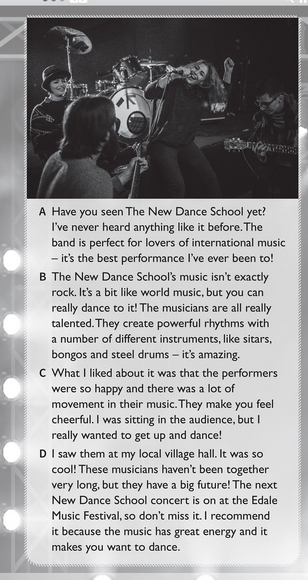 A Have you seen The New Dance School yet?
I've never heard anything like it before. The
band is perfect for lovers of international music
– it's the best performance I've ever been to!
B The New Dance School's music isn't exactly
rock. It's a bit like world music, but you can
really dance to it! The musicians are all really
talented. They create powerful rhythms with
a number of different instruments, like sitars,
bongos and steel drums – it's amazing.
C What I liked about it was that the performers
were so happy and there was a lot of
movement in their music. They make you feel
cheerful. I was sitting in the audience, but I
really wanted to get up and dance!
D I saw them at my local village hall. It was so
cool! These musicians haven't been together
very long, but they have a big future! The next
New Dance School concert is on at the Edale
Music Festival, so don't miss it. I recommend
it because the music has great energy and it
makes you want to dance.